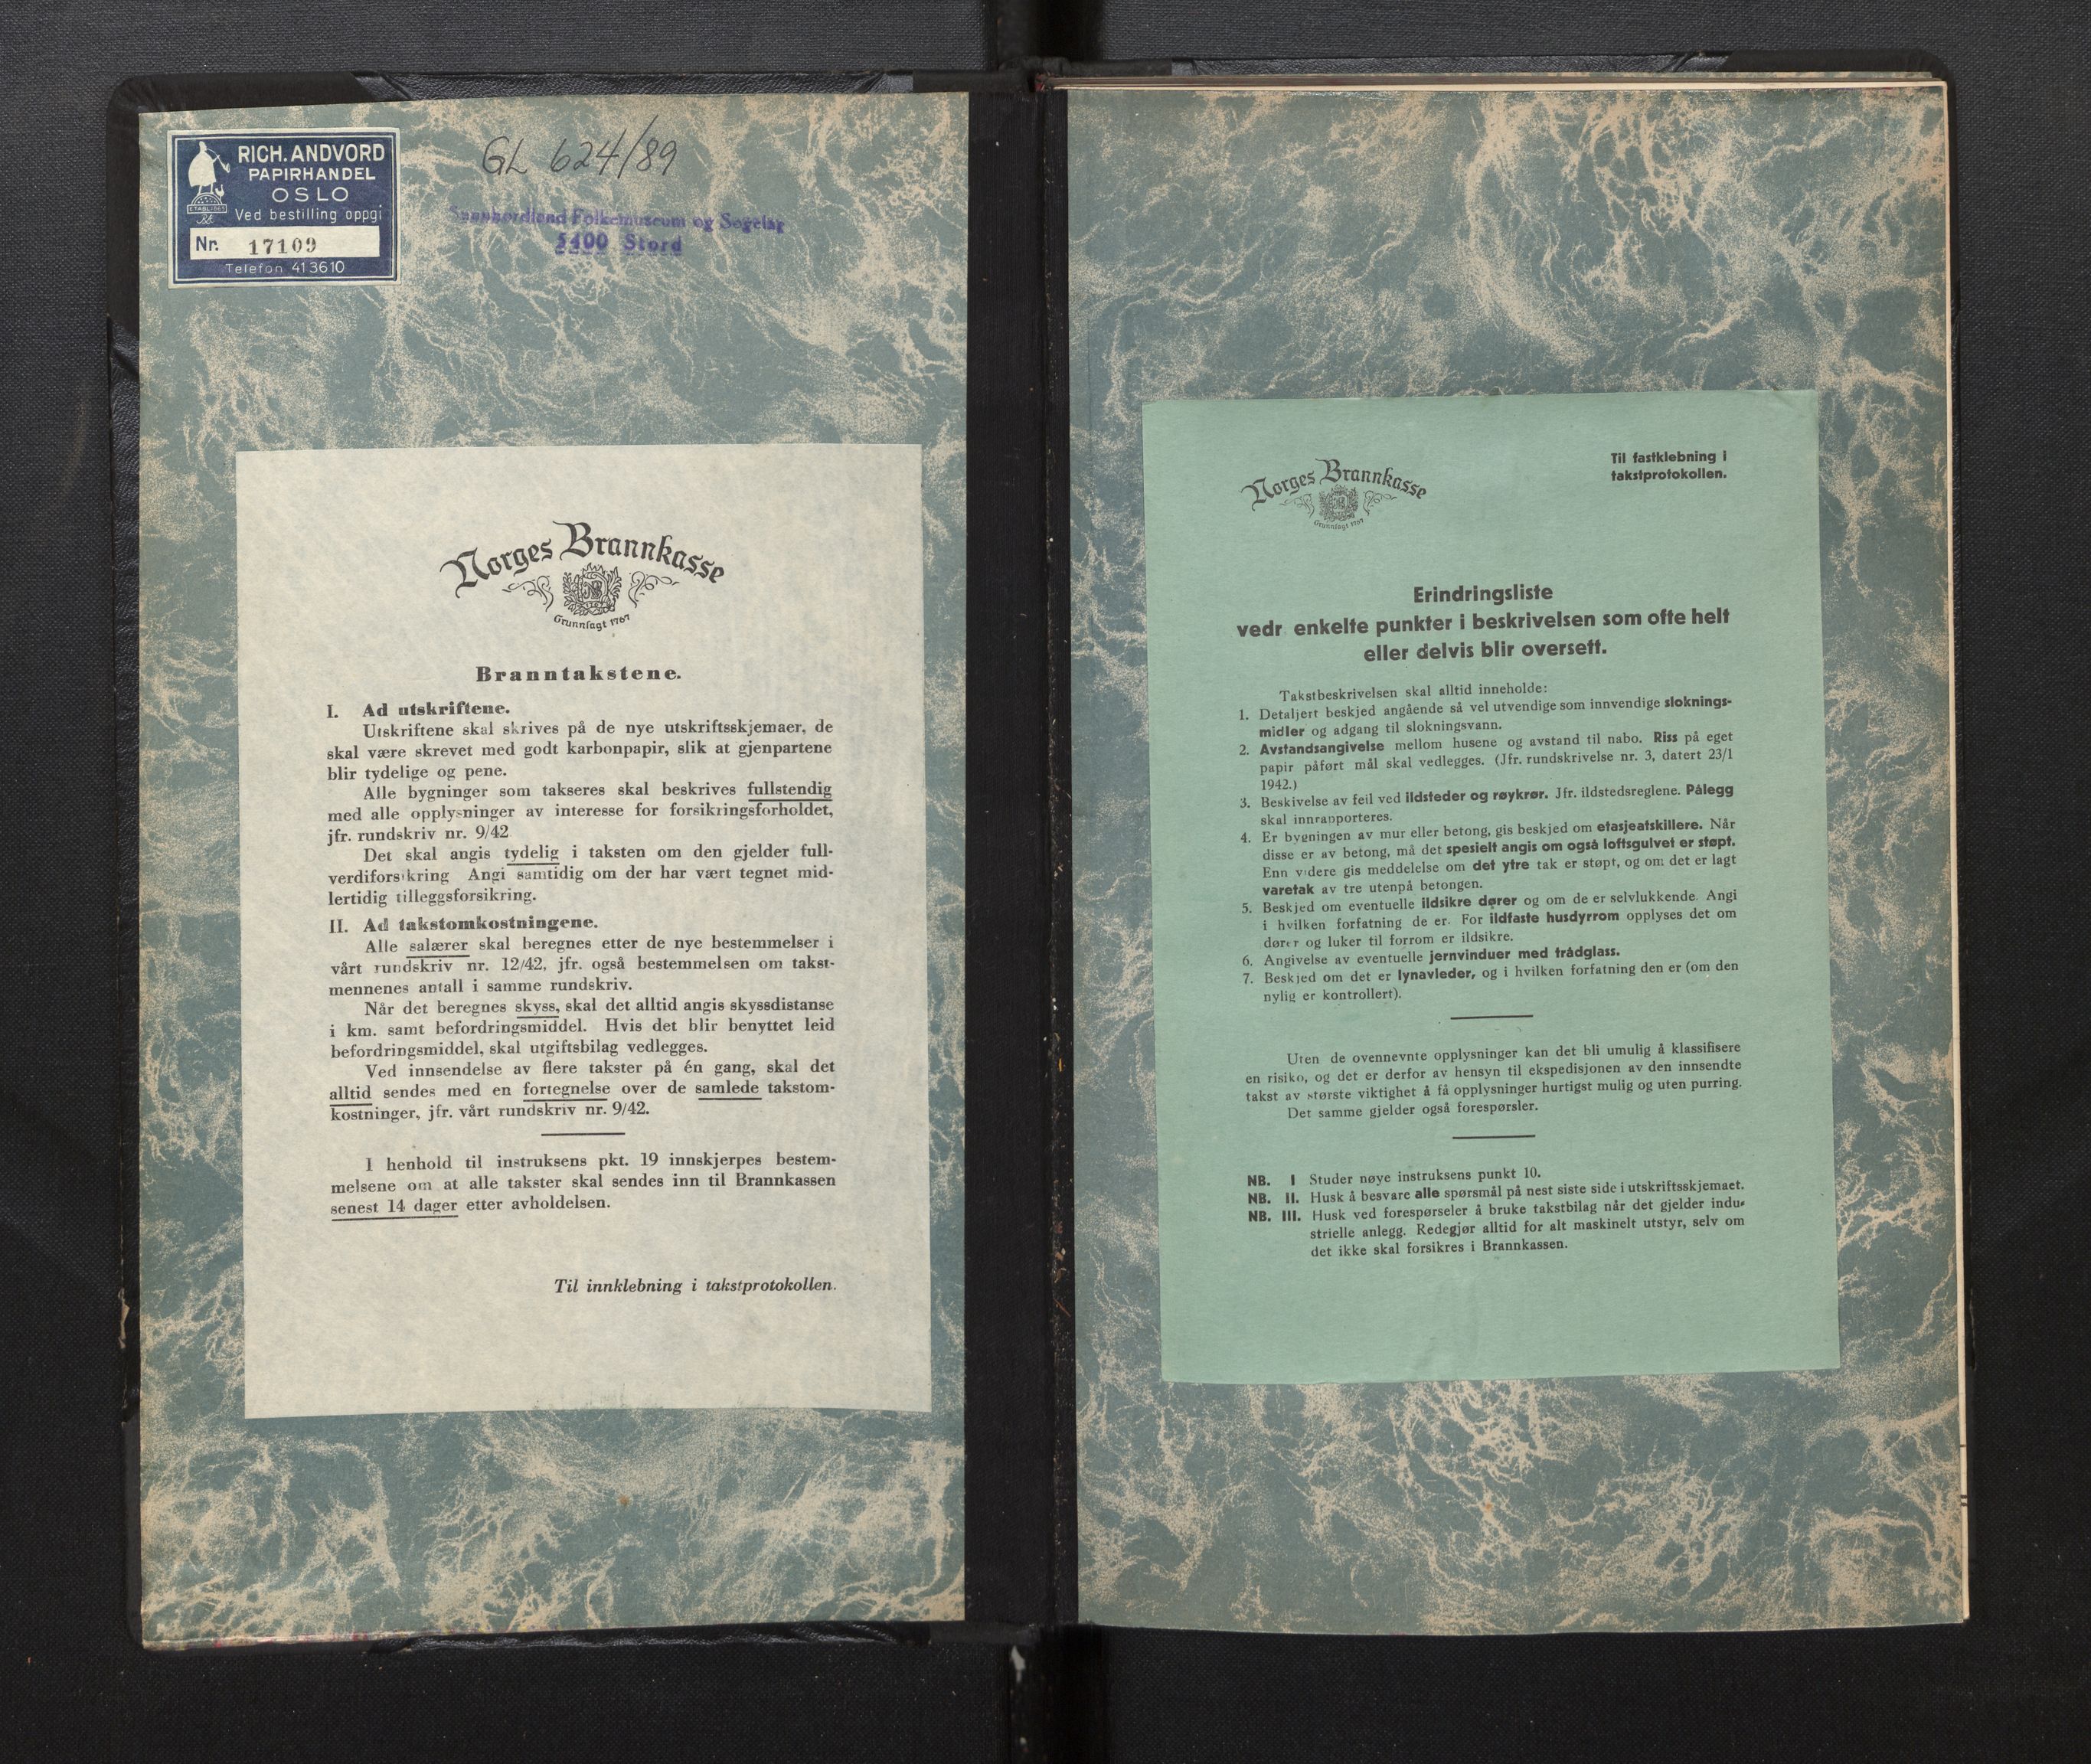 RICH. ANDVORD
PAPIRHANDEL
OSLO
Ved bestilling oppgi
Nr. 17109
Telefon 413610
GL 624/89
Sunnhordland Folkemuseum og Sogelag
5400 Stord
Norges Brannkasse
Grunnlagt 1767
Branntakstene.
I. Ad utskriftene.
Utskriftene skal skrives på de nye utskriftsskjemaer, de
skal være skrevet med godt karbonpapir, slik at gjenpartene
blir tydelige og pene.
Alle bygninger som takseres skal beskrives fullstendig
med alle opplysninger av interesse for forsikringsforholdet,
jfr. rundskriv nr. 9/42
Det skal angis tydelig i taksten om den gjelder full-
verdiforsikring Angi samtidig om der har vært tegnet mid-
lertidig tilleggsforsikring.
II. Ad takstomkostningene.
Alle salærer skal beregnes etter de nye bestemmelser i
vårt rundskriv nr. 12/42, jfr. også bestemmelsen om takst-
mennenes antall i samme rundskriv.
Når det beregnes skyss, skal det alltid angis skyssdistanse
i km. samt befordringsmiddel. Hvis det blir benyttet leid
befordringsmiddel, skal utgiftsbilag vedlegges.
Ved innsendelse av flere takster på én gang, skal det
alltid sendes med en fortegnelse over de samlede takstom-
kostninger, jfr. vårt rundskriv nr. 9/42.
I henhold til instruksens pkt. 19 innskjerpes bestem-
melsene om at alle takster skal sendes inn til Brannkassen
senest 14 dager etter avholdelsen.
Til innklebning i takstprotokollen.
Norges Brannkasse
Grunnlagt 1767
Til fastklebning i
takstprotokollen.
Erindringsliste
vedr enkelte punkter i beskrivelsen som ofte helt
eller delvis blir oversett.
Takstbeskrivelsen skal alltid inneholde:
1. Detaljert beskjed angående så vel utvendige som innvendige sloknings-
midler og adgang til slokningsvann.
2. Avstandsangivelse mellom husene og avstand til nabo. Riss på eget
papir påført mål skal vedlegges. (Jfr. rundskrivelse nr. 3, datert 23/1
1942.)
3. Beskivelse av feil ved ildsteder og røykrør. Jfr. ildstedsreglene. Pålegg
skal innrapporteres.
4. Er bygningen av mur eller betong, gis beskjed om etasjeatskillere. Når
disse er av betong, må det spesielt angis om også loftsgulvet er støpt.
Enn videre gis meddelelse om det ytre tak er støpt, og om det er lagt
varetak av tre utenpå betongen.
5. Beskjed om eventuelle ildsikre dører og om de er selvlukkende. Angi
i hvilken forfatning de er. For ildfaste husdyrrom opplyses det om
dører og luker til forrom er ildsikre.
6. Angivelse av eventuelle jernvinduer med trådglass.
7. Beskjed om det er lynavleder, og i hvilken forfatning den er (om den
nylig er kontrollert).
Uten de ovennevnte opplysninger kan det bli umulig å klassifisere
en risiko, og det er derfor av hensyn til ekspedisjonen av den innsendte
takst av største viktighet å få opplysninger hurtigst mulig og uten purring.
Det samme gjelder også forespørsler.
NB. I Studer nøye instruksens punkt 10.
NB. II. Husk å besvare alle spørsmål på nest siste side i utskriftsskjemaet.
NB. III. Husk ved forespørseler å bruke takstbilag når det gjelder indu-
strielle anlegg. Redegjør alltid for alt maskinelt utstyr, selv om
det ikke skal forsikres i Brannkassen.